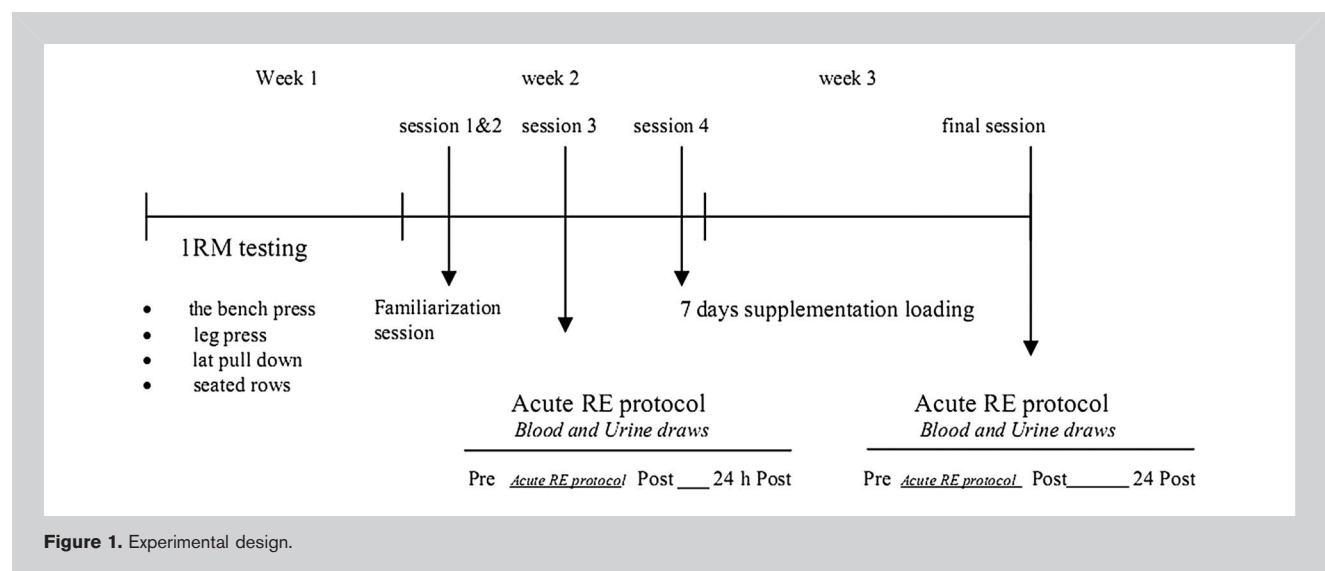 Week 1 week 2 week 3
session 1&2 session 3 session 4 final session
1RM testing
• the bench press
• leg press
• lat pull down
• seated rows
Familiarization
session
7 days supplementation loading
Acute RE protocol
Blood and Urine draws
Pre Acute RE protocol Post ___ 24 h Post
Acute RE protocol
Blood and Urine draws
Pre Acute RE protocol Post______ 24 Post
Figure 1. Experimental design.